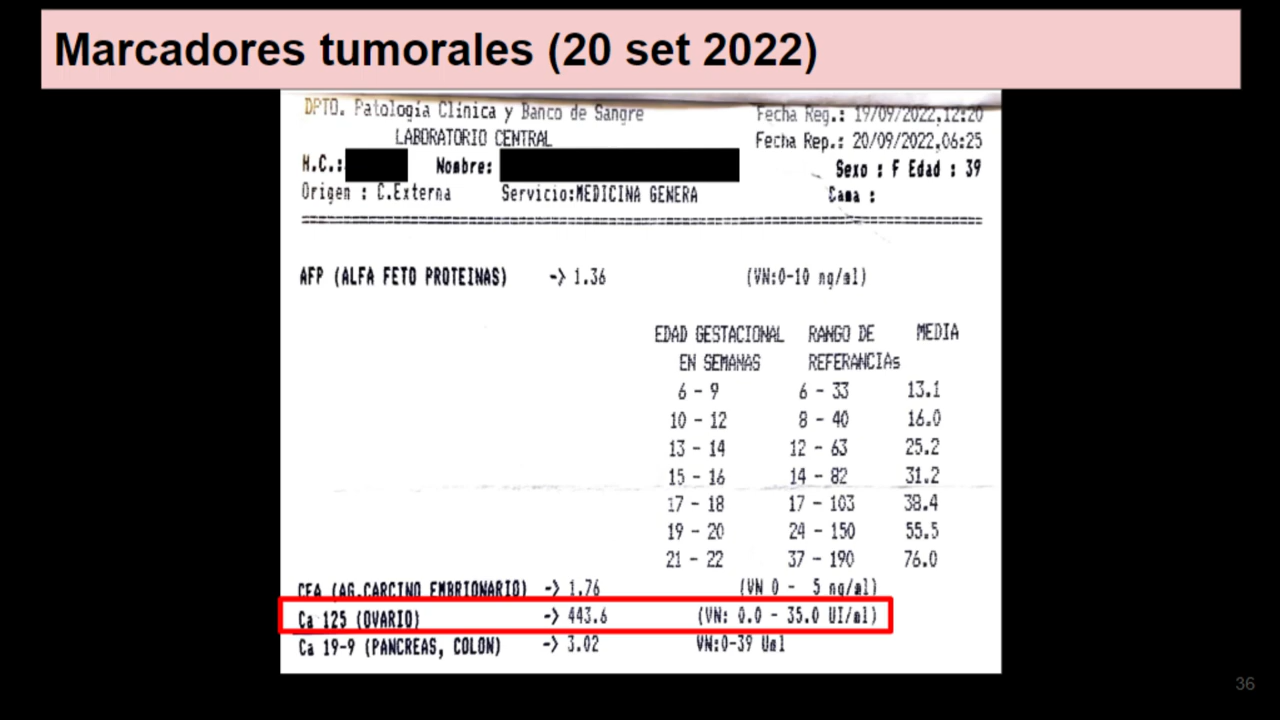 Marcadores tumorales (20 set 2022)
DPTO. Patología Clínica y Banco de Sangre Fecha Reg.: 19/09/2022,12:20
LABORATORIO CENTRAL Fecha Rep.: 20/09/2022,06:25
H.C.: Nombre: Sexo : F Edad : 39
Origen : C.Externa Servicio:MEDICINA GENERA Cama :
AFP (ALFA FETO PROTEINAS) -> 1.36 (VN:0-10 ng/ml)
EDAD GESTACIONAL RANGO DE MEDIA
EN SEMANAS REFERANCIAs
6 - 9 6 - 33 13.1
10 - 12 8 - 40 16.0
13 - 14 12 - 63 25.2
15 - 16 14 - 82 31.2
17 - 18 17 - 103 38.4
19 - 20 24 - 150 55.5
21 - 22 37 - 190 76.0
CEA (AG.CARCINO EMBRIONARIO) -> 1.76 (VN 0 - 5 ng/ml)
Ca 125 (OVARIO) -> 443.6 (VN: 0.0 - 35.0 UI/ml)
Ca 19-9 (PANCREAS, COLON) -> 3.02 VN:0-39 Uml
36